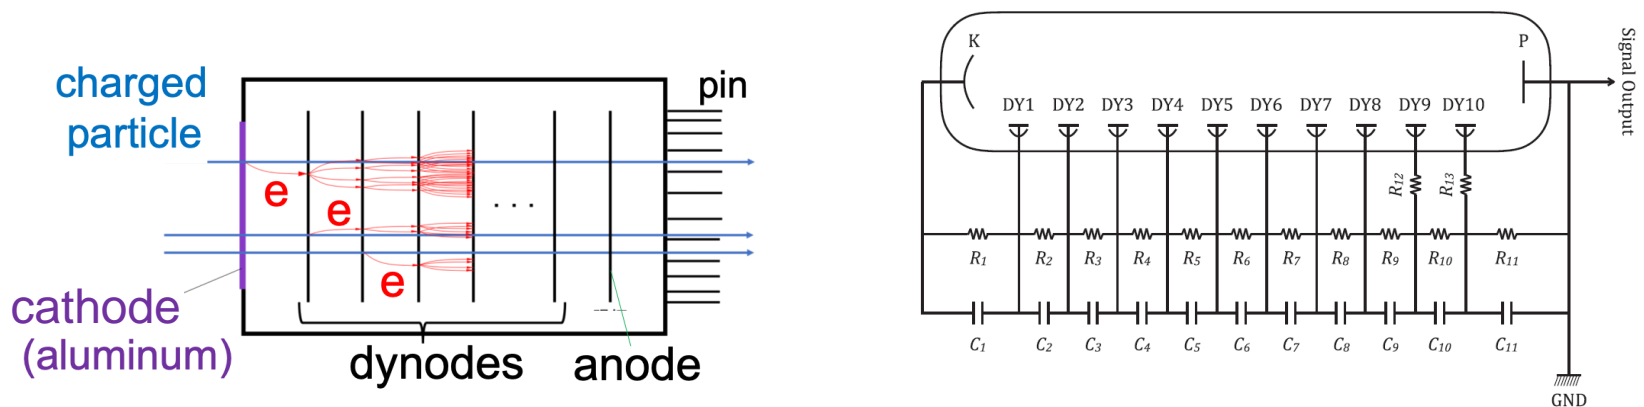 charged
particle
pin
e
e
e
. . .
cathode
(aluminum)
dynodes
anode
K
P
Signal Output
DY1 DY2 DY3 DY4 DY5 DY6 DY7 DY8 DY9 DY10
R12 R13
R1 R2 R3 R4 R5 R6 R7 R8 R9 R10 R11
C1 C2 C3 C4 C5 C6 C7 C8 C9 C10 C11
GND